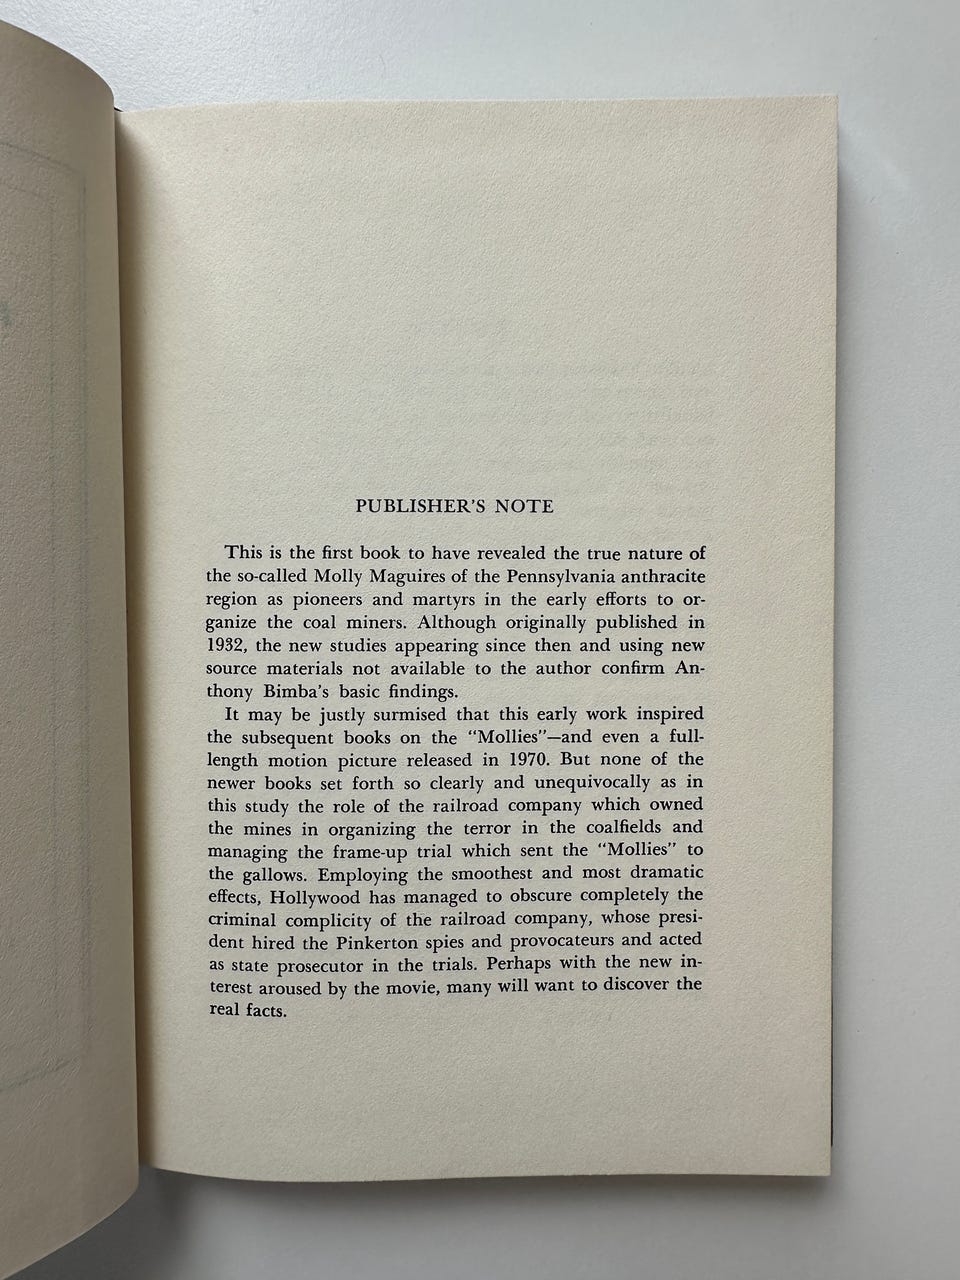 PUBLISHER'S NOTE
This is the first book to have revealed the true nature of
the so-called Molly Maguires of the Pennsylvania anthracite
region as pioneers and martyrs in the early efforts to or-
ganize the coal miners. Although originally published in
1932, the new studies appearing since then and using new
source materials not available to the author confirm An-
thony Bimba's basic findings.
It may be justly surmised that this early work inspired
the subsequent books on the “Mollies”—and even a full-
length motion picture released in 1970. But none of the
newer books set forth so clearly and unequivocally as in
this study the role of the railroad company which owned
the mines in organizing the terror in the coalfields and
managing the frame-up trial which sent the “Mollies” to
the gallows. Employing the smoothest and most dramatic
effects, Hollywood has managed to obscure completely the
criminal complicity of the railroad company, whose presi-
dent hired the Pinkerton spies and provocateurs and acted
as state prosecutor in the trials. Perhaps with the new in-
terest aroused by the movie, many will want to discover the
real facts.